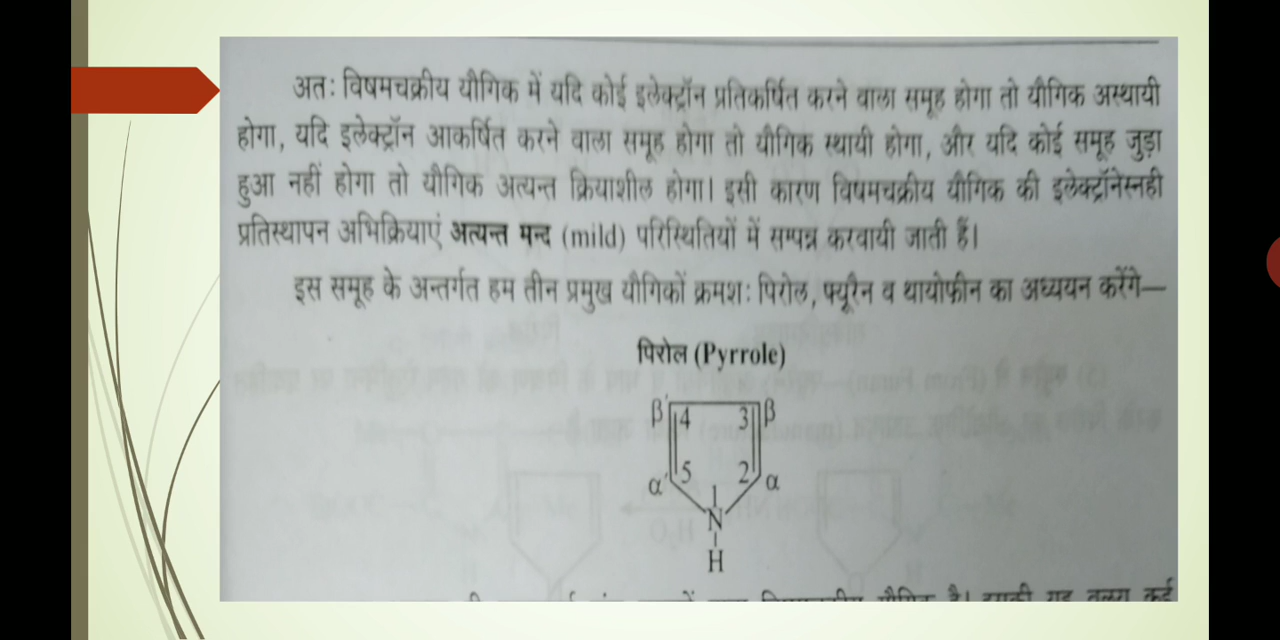 अतः विषमचक्रीय यौगिक में यदि कोई इलेक्ट्रॉन प्रतिकर्षित करने वाला समूह होगा तो यौगिक अस्थायी
होगा, यदि इलेक्ट्रॉन आकर्षित करने वाला समूह होगा तो यौगिक स्थायी होगा, और यदि कोई समूह जुड़ा
हुआ नहीं होगा तो यौगिक अत्यन्त क्रियाशील होगा। इसी कारण विषमचक्रीय यौगिक की इलेक्ट्रॉनेस्नही
प्रतिस्थापन अभिक्रियाएं अत्यन्त मन्द (mild) परिस्थितियों में सम्पन्न करवायी जाती हैं।
इस समूह के अन्तर्गत हम तीन प्रमुख यौगिकों क्रमशः पिरोल, फ्यूरैन व थायोफीन का अध्ययन करेंगे—
पिरोल (Pyrrole)
β' 4 3 β
α' 5 2 α
1
N
H